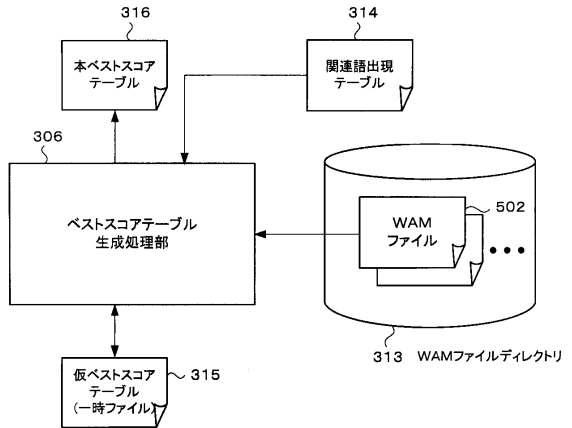 316
本ベストスコア
テーブル
314
関連語出現
テーブル
306
ベストスコアテーブル
生成処理部
502
WAM
ファイル
313 WAMファイルディレクトリ
仮ベストスコア
テーブル
(一時ファイル)
315